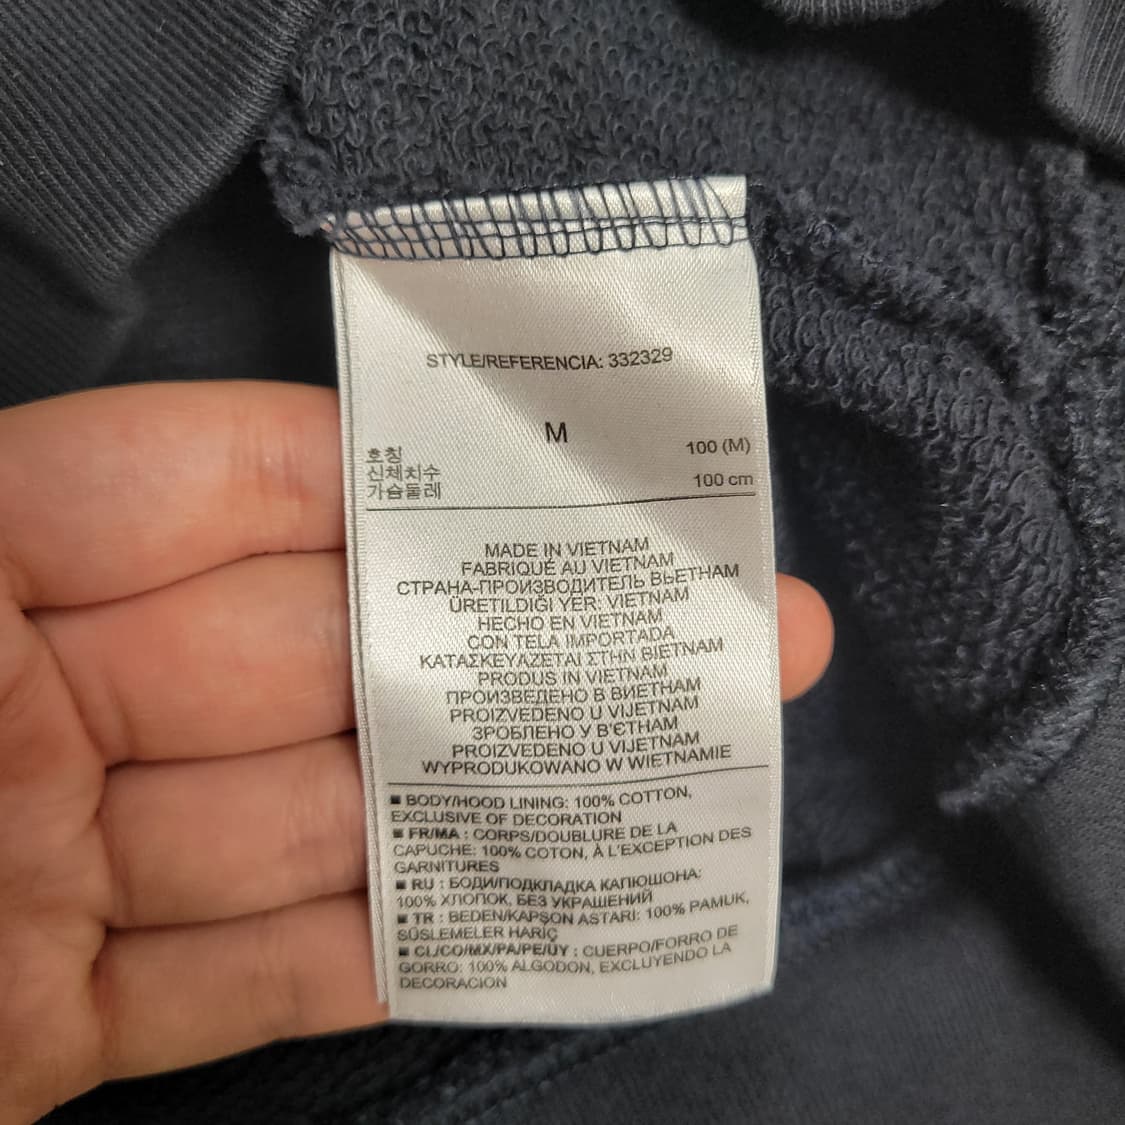 STYLE/REFERENCIA: 332329
M
호칭 100 (M)
신체치수
가슴둘레 100 cm
MADE IN VIETNAM
FABRIQUÉ AU VIETNAM
СТРАНА-ПРОИЗВОДИТЕЛЬ ВЬЕТНАМ
ÜRETILDIĞI YER: VIETNAM
HECHO EN VIETNAM
CON TELA IMPORTADA
ΚΑΤΑΣΚΕΥΑΖΕΤΑΙ ΣΤΗΝ ΒΙΕΤΝΑΜ
PRODUS IN VIETNAM
ПРОИЗВЕДЕНО В ВИЕТНАМ
PROIZVEDENO U VIJETNAM
ЗРОБЛЕНО У В'ЄТНАМ
PROIZVEDENO U VIJETNAM
WYPRODUKOWANO W WIETNAMIE
■ BODY/HOOD LINING: 100% COTTON,
EXCLUSIVE OF DECORATION
■ FR/MA : CORPS/DOUBLURE DE LA
CAPUCHE: 100% COTON, À L'EXCEPTION DES
GARNITURES
■ RU : БОДИ/ПОДКЛАДКА КАПЮШОНА:
100% ХЛОПОК, БЕЗ УКРАШЕНИЙ
■ TR : BEDEN/KAPŞON ASTARI: 100% PAMUK,
SÜSLEMELER HARİÇ
■ CL/CO/MX/PA/PE/UY : CUERPO/FORRO DE
GORRO: 100% ALGODON, EXCLUYENDO LA
DECORACION